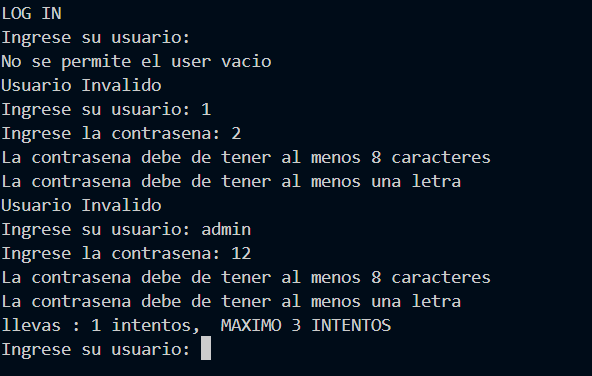 LOG IN
Ingrese su usuario:
No se permite el user vacio
Usuario Invalido
Ingrese su usuario: 1
Ingrese la contrasena: 2
La contrasena debe de tener al menos 8 caracteres
La contrasena debe de tener al menos una letra
Usuario Invalido
Ingrese su usuario: admin
Ingrese la contrasena: 12
La contrasena debe de tener al menos 8 caracteres
La contrasena debe de tener al menos una letra
llevas : 1 intentos,  MAXIMO 3 INTENTOS
Ingrese su usuario: